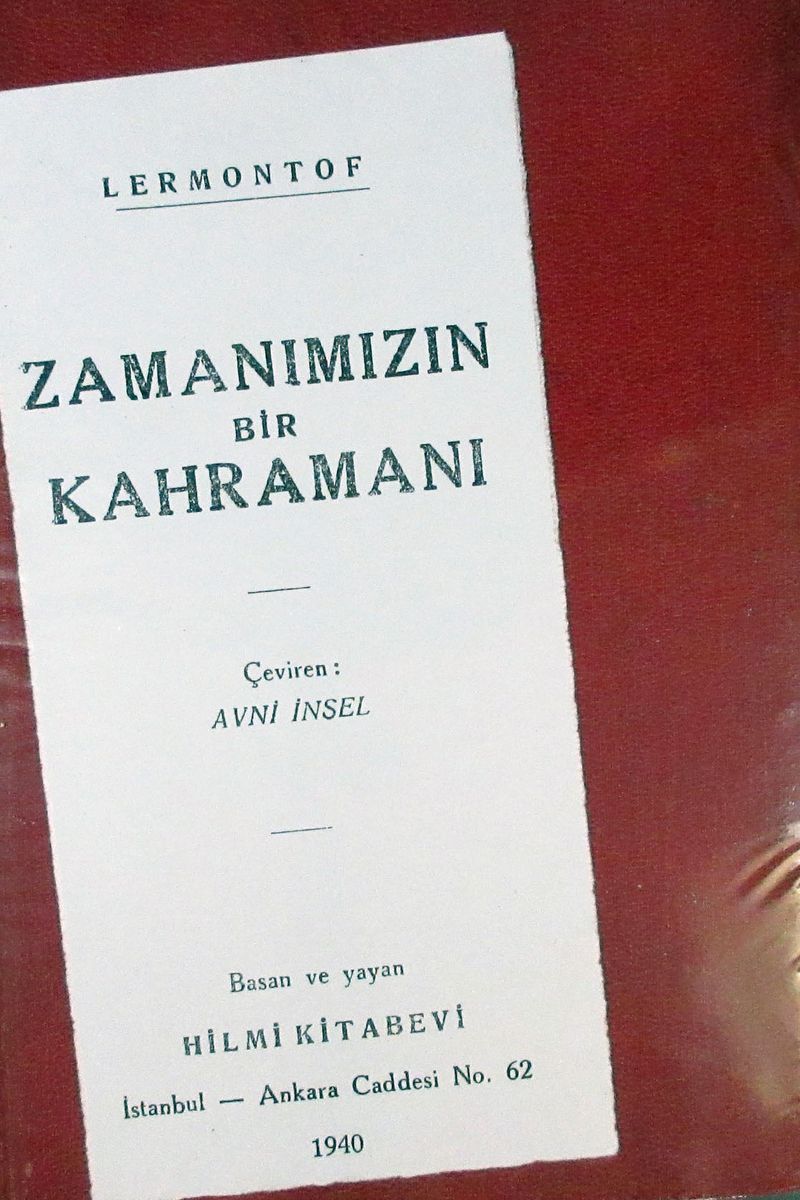 LERMONTOF
ZAMANIMIZIN
BİR
KAHRAMANI
Çeviren :
AVNİ İNSEL
Basan ve yayan
HİLMİ KİTABEVİ
İstanbul — Ankara Caddesi No. 62
1940